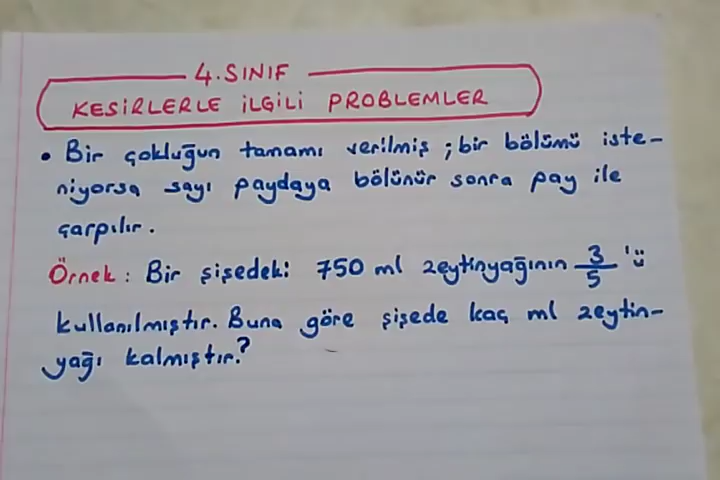 4. SINIF
KESİRLERLE İLGİLİ PROBLEMLER
• Bir çokluğun tamamı verilmiş ; bir bölümü iste-
niyorsa sayı paydaya bölünür sonra pay ile
çarpılır.
Örnek : Bir şişedeki 750 ml zeytinyağının 3/5 'ü
kullanılmıştır. Buna göre şişede kaç ml zeytin-
yağı kalmıştır?